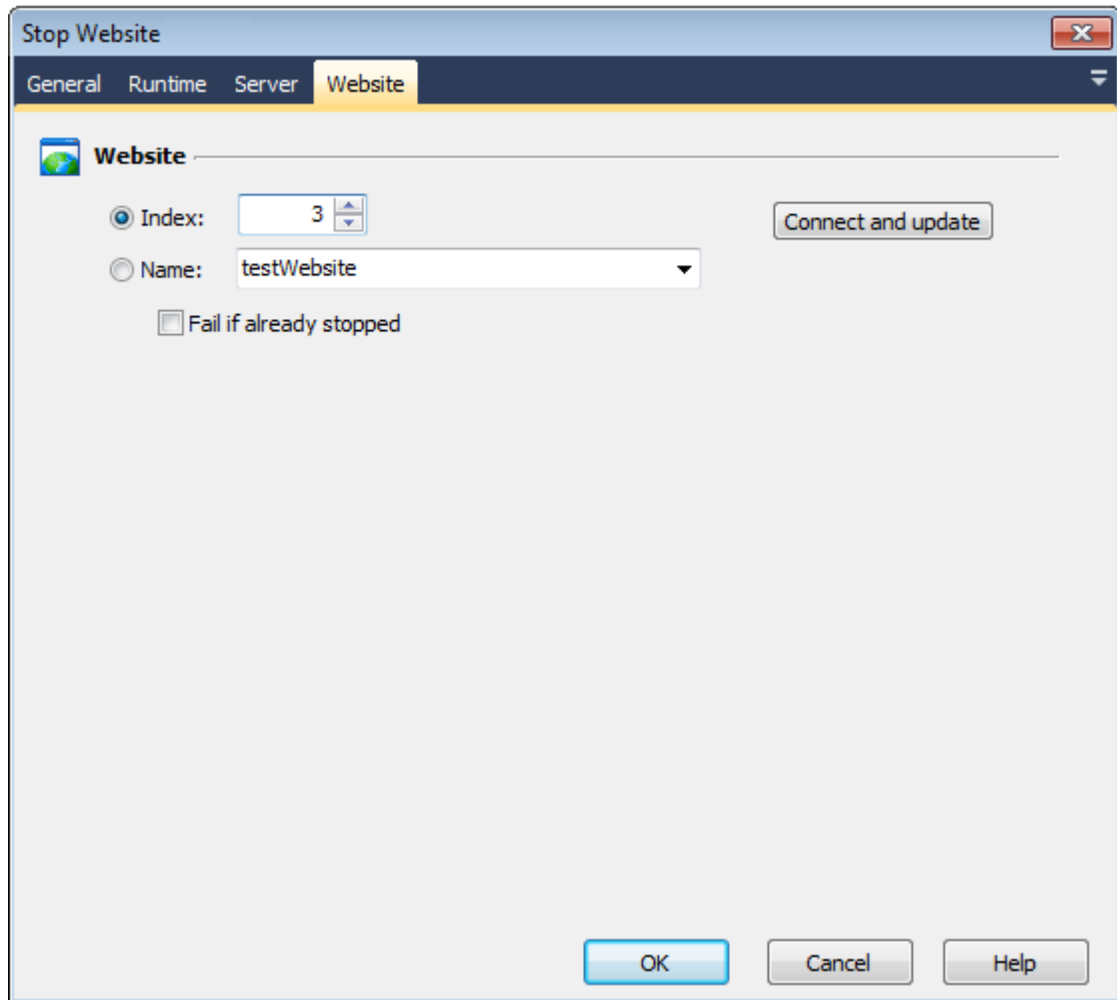 Stop Website
General Runtime Server Website
Website
Index: 3 Connect and update
Name: testWebsite
Fail if already stopped
OK Cancel Help